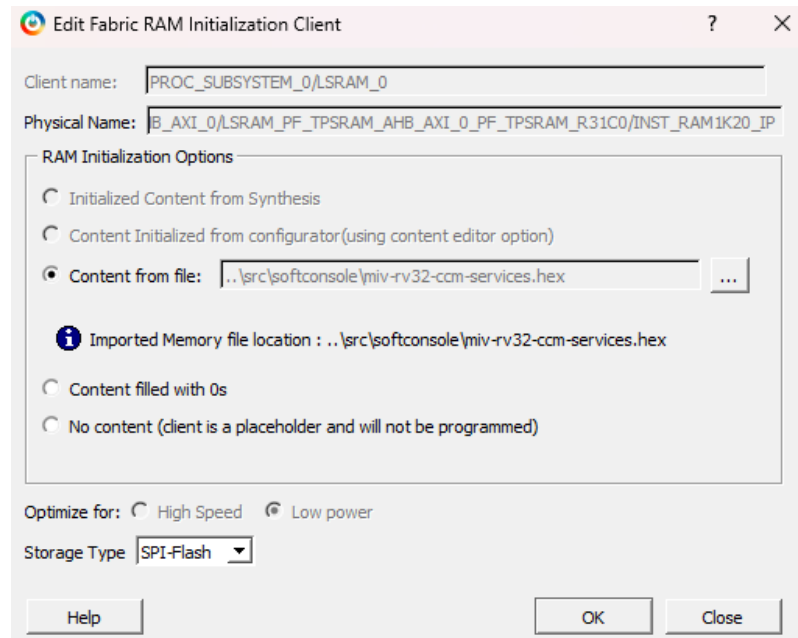 Edit Fabric RAM Initialization Client
Client name: PROC_SUBSYSTEM_0/LSRAM_0
Physical Name: B_AXI_0/LSRAM_PF_TPSRAM_AHB_AXI_0_PF_TPSRAM_R31C0/INST_RAM1K20_IP
RAM Initialization Options
Initialized Content from Synthesis
Content Initialized from configurator(using content editor option)
Content from file: ..\src\softconsole\miv-rv32-ccm-services.hex ...
Imported Memory file location : ..\src\softconsole\miv-rv32-ccm-services.hex
Content filled with 0s
No content (client is a placeholder and will not be programmed)
Optimize for: High Speed Low power
Storage Type SPI-Flash
Help OK Close